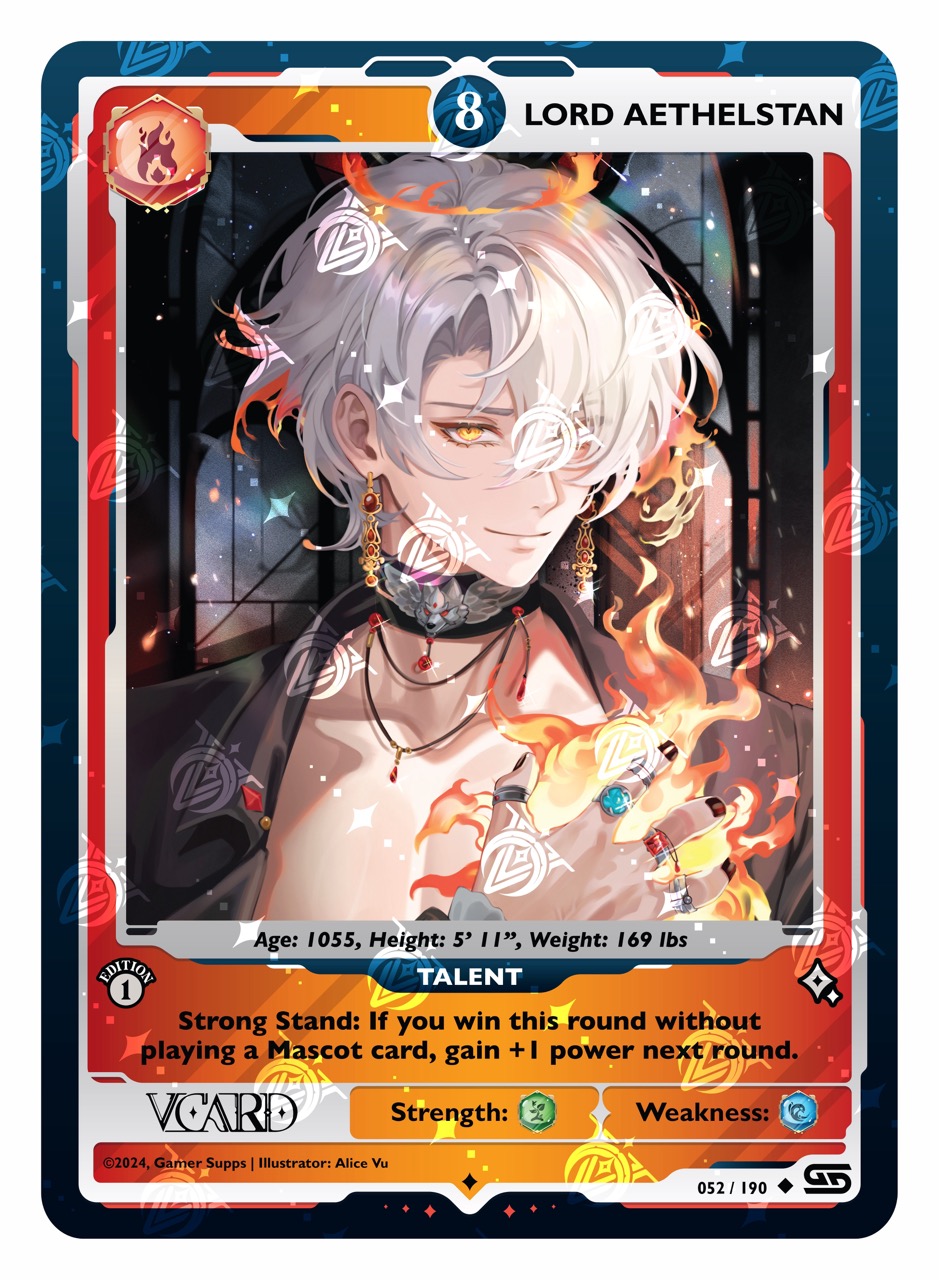 8
LORD AETHELSTAN
Age: 1055, Height: 5’ 11”, Weight: 169 lbs
EDITION
1
TALENT
Strong Stand: If you win this round without
playing a Mascot card, gain +1 power next round.
VCARD
Strength:
Weakness:
©2024, Gamer Supps | Illustrator: Alice Vu
052 / 190